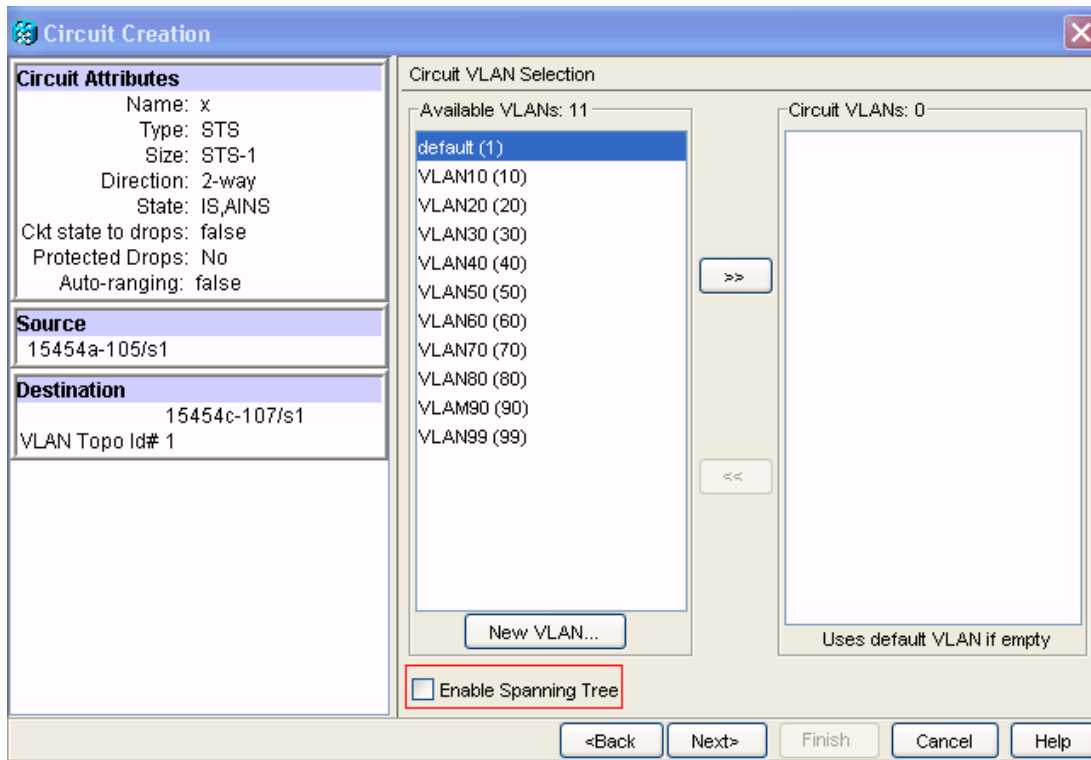 Circuit Creation
Circuit Attributes
Name: x
Type: STS
Size: STS-1
Direction: 2-way
State: IS,AINS
Ckt state to drops: false
Protected Drops: No
Auto-ranging: false
Source
15454a-105/s1
Destination
15454c-107/s1
VLAN Topo Id# 1
Circuit VLAN Selection
Available VLANs: 11
default (1)
VLAN10 (10)
VLAN20 (20)
VLAN30 (30)
VLAN40 (40)
VLAN50 (50)
VLAN60 (60)
VLAN70 (70)
VLAN80 (80)
VLAM90 (90)
VLAN99 (99)
New VLAN...
>>
<<
Circuit VLANs: 0
Uses default VLAN if empty
Enable Spanning Tree
<Back
Next>
Finish
Cancel
Help